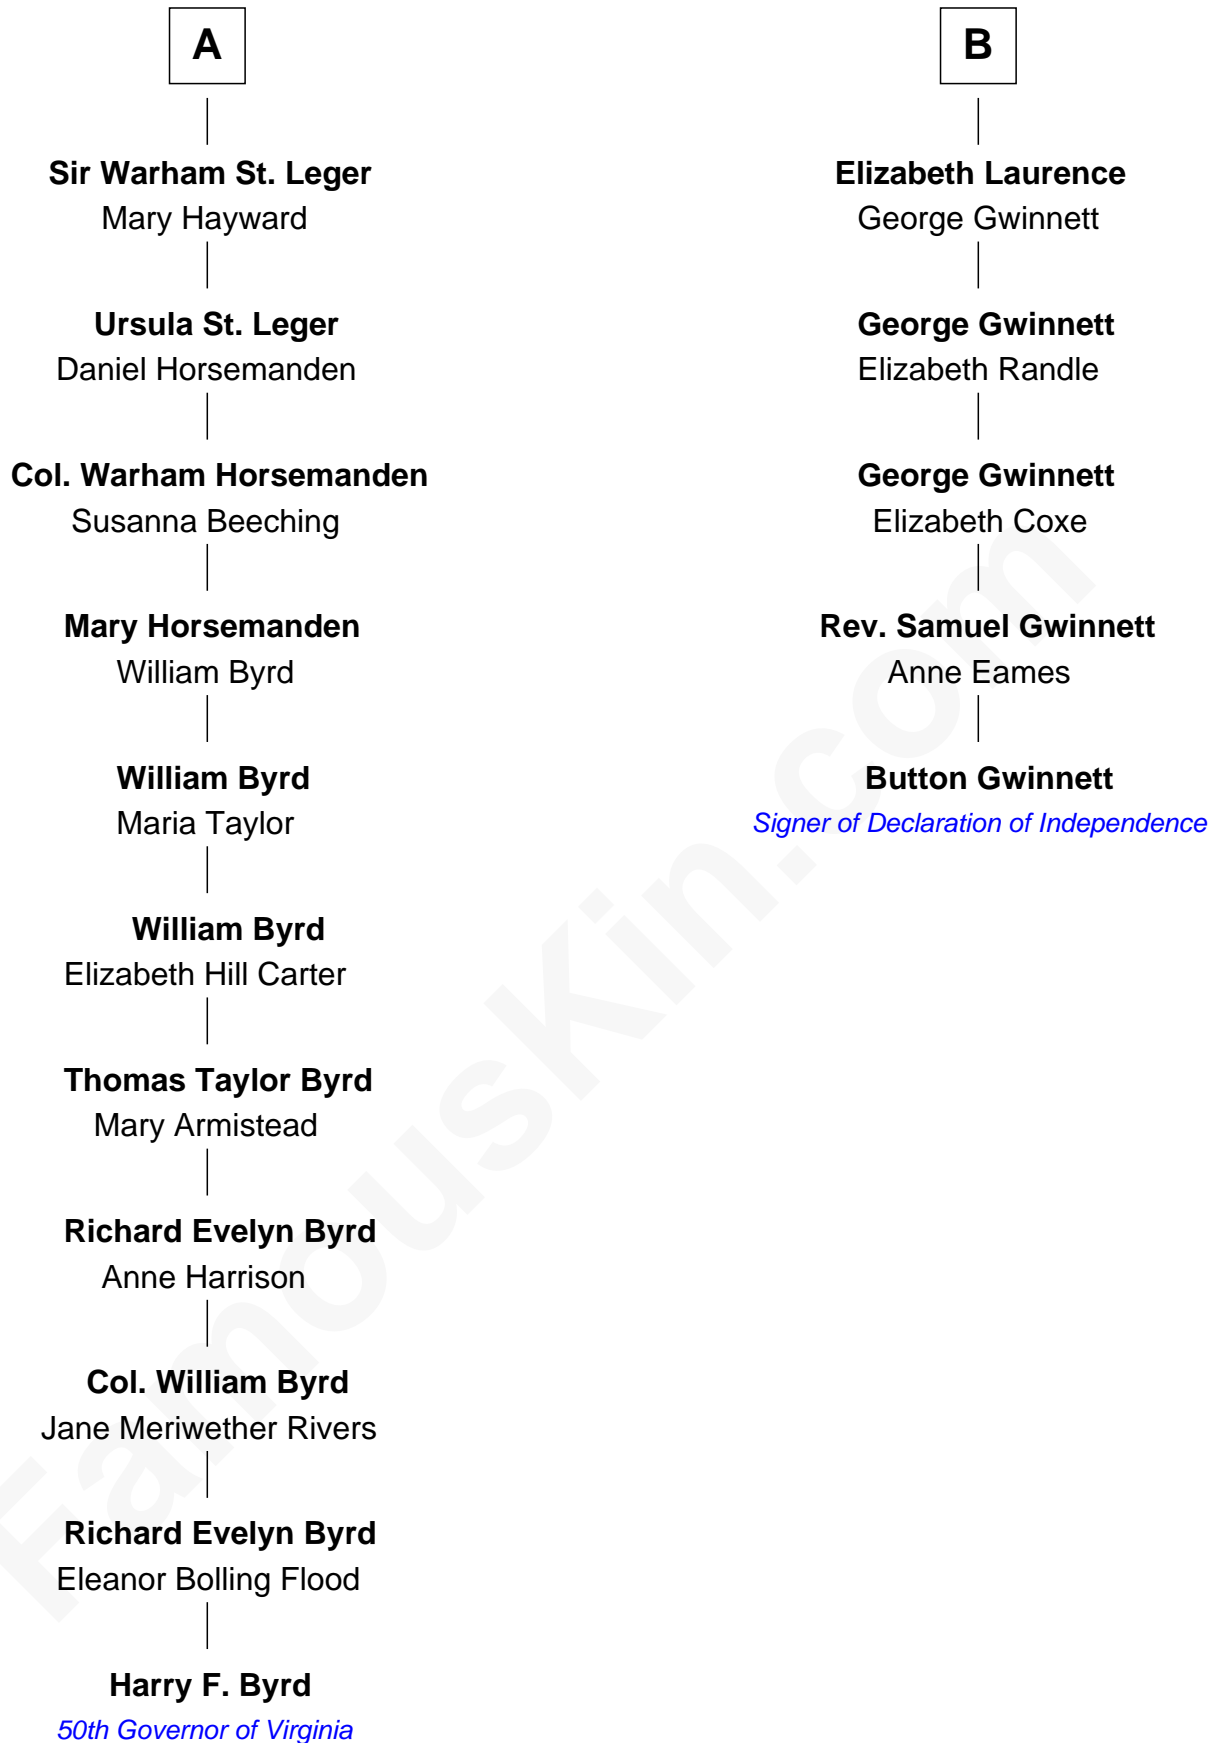 A
Sir Warham St. Leger
Mary Hayward
Ursula St. Leger
Daniel Horsemanden
Col. Warham Horsemanden
Susanna Beeching
Mary Horsemanden
William Byrd
William Byrd
Maria Taylor
William Byrd
Elizabeth Hill Carter
Thomas Taylor Byrd
Mary Armistead
Richard Evelyn Byrd
Anne Harrison
Col. William Byrd
Jane Meriwether Rivers
Richard Evelyn Byrd
Eleanor Bolling Flood
Harry F. Byrd
50th Governor of Virginia
B
Elizabeth Laurence
George Gwinnett
George Gwinnett
Elizabeth Randle
George Gwinnett
Elizabeth Coxe
Rev. Samuel Gwinnett
Anne Eames
Button Gwinnett
Signer of Declaration of Independence
FamousKin.com